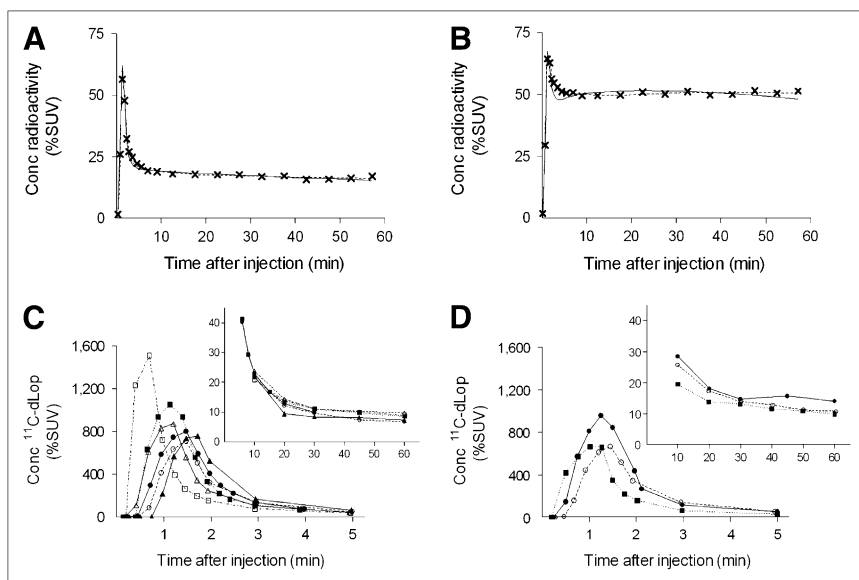 A
75
50
25
0
Conc radioactivity
(%SUV)
10 20 30 40 50 60
Time after injection (min)
B
75
50
25
0
Conc radioactivity
(%SUV)
10 20 30 40 50 60
Time after injection (min)
C
1,600
1,200
800
400
0
Conc ¹¹C-dLop
(%SUV)
1 2 3 4 5
Time after injection (min)
40
30
20
10
0
10 20 30 40 50 60
D
1,600
1,200
800
400
0
Conc ¹¹C-dLop
(%SUV)
1 2 3 4 5
Time after injection (min)
40
30
20
10
0
10 20 30 40 50 60